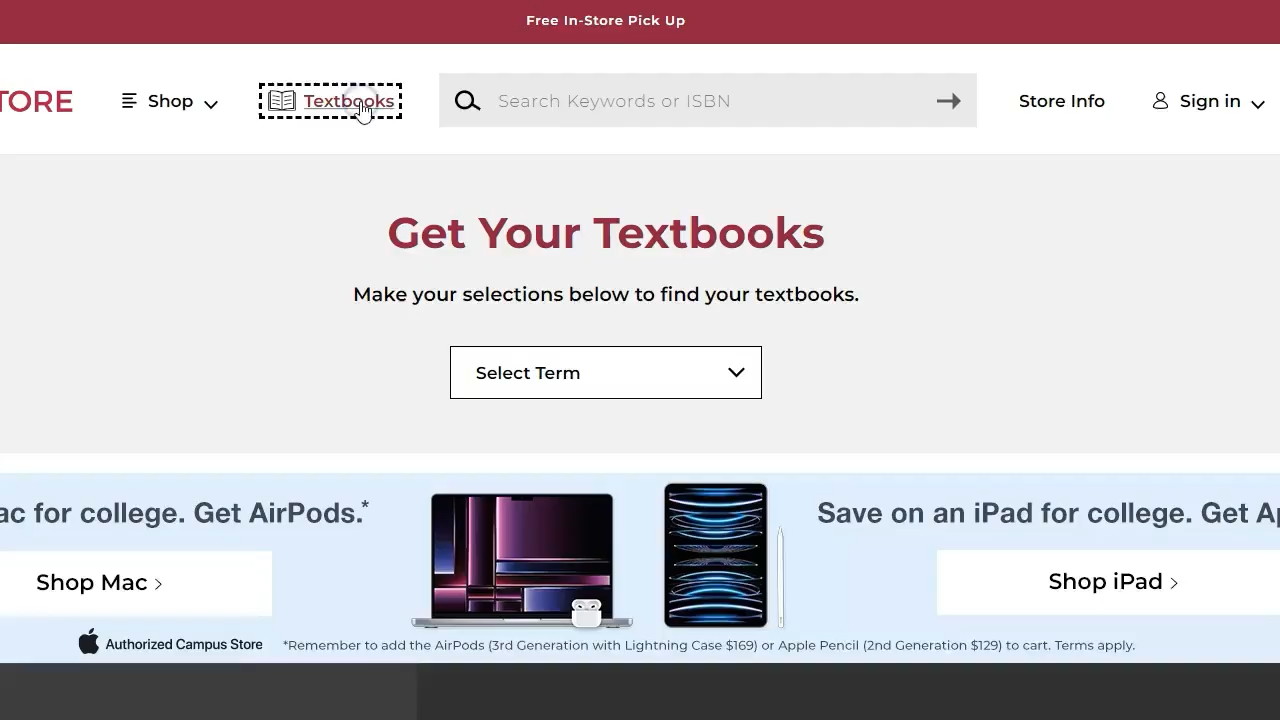 Free In-Store Pick Up
TORE
Shop
Textbooks
Search Keywords or ISBN
Store Info
Sign in
Get Your Textbooks
Make your selections below to find your textbooks.
Select Term
ac for college. Get AirPods.*
Save on an iPad for college. Get Ap
Shop Mac >
Shop iPad >
Authorized Campus Store
*Remember to add the AirPods (3rd Generation with Lightning Case $169) or Apple Pencil (2nd Generation $129) to cart. Terms apply.